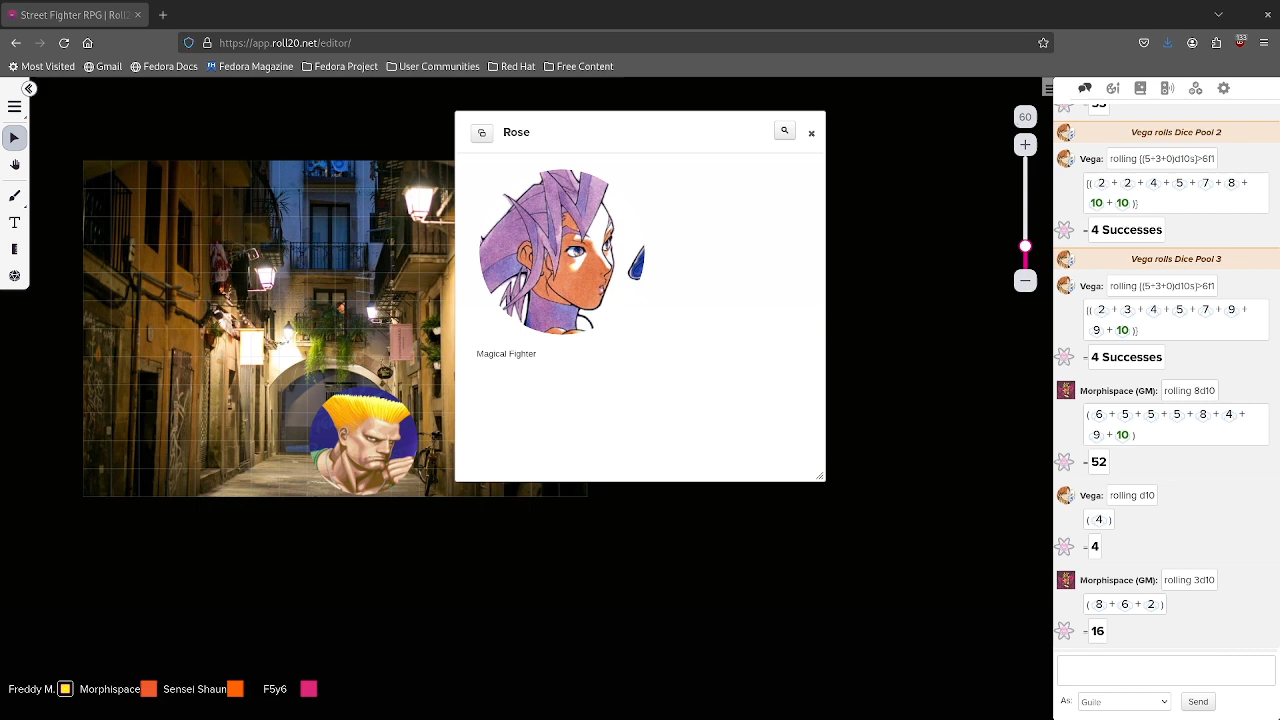 Street Fighter RPG | Roll2
https://app.roll20.net/editor/
133
Most Visited
Gmail
Fedora Docs
Fedora Magazine
Fedora Project
User Communities
Red Hat
Free Content
60
Rose
Magical Fighter
Vega rolls Dice Pool 2
Vega: rolling {(5-3+0)d10s}>6f1
{( 2 + 2 + 4 + 5 + 7 + 8 +
10 + 10 )}
= 4 Successes
Vega rolls Dice Pool 3
Vega: rolling {(5-3+0)d10s}>6f1
{( 2 + 3 + 4 + 5 + 7 + 9 +
9 + 10 )}
= 4 Successes
Morphispace (GM): rolling 8d10
( 6 + 5 + 5 + 5 + 8 + 4 +
9 + 10 )
= 52
Vega: rolling d10
( 4 )
= 4
Morphispace (GM): rolling 3d10
( 8 + 6 + 2 )
= 16
As: Guile
Send
Freddy M.
Morphispace
Sensei Shaun
F5y6